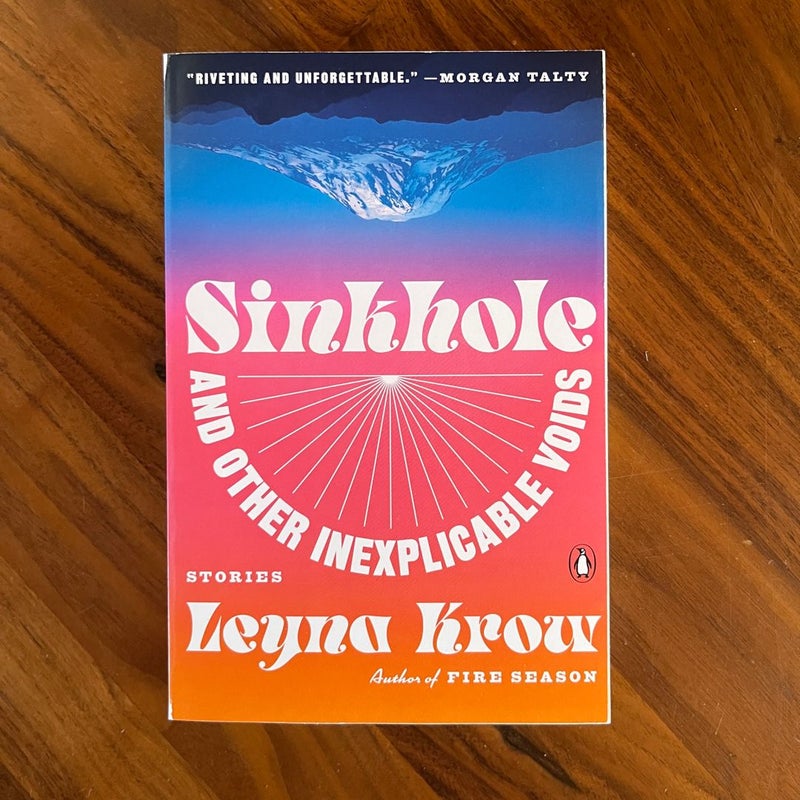 "RIVETING AND UNFORGETTABLE." —MORGAN TALTY
Sinkhole
AND OTHER INEXPLICABLE VOIDS
STORIES
Leyna Krow
Author of FIRE SEASON